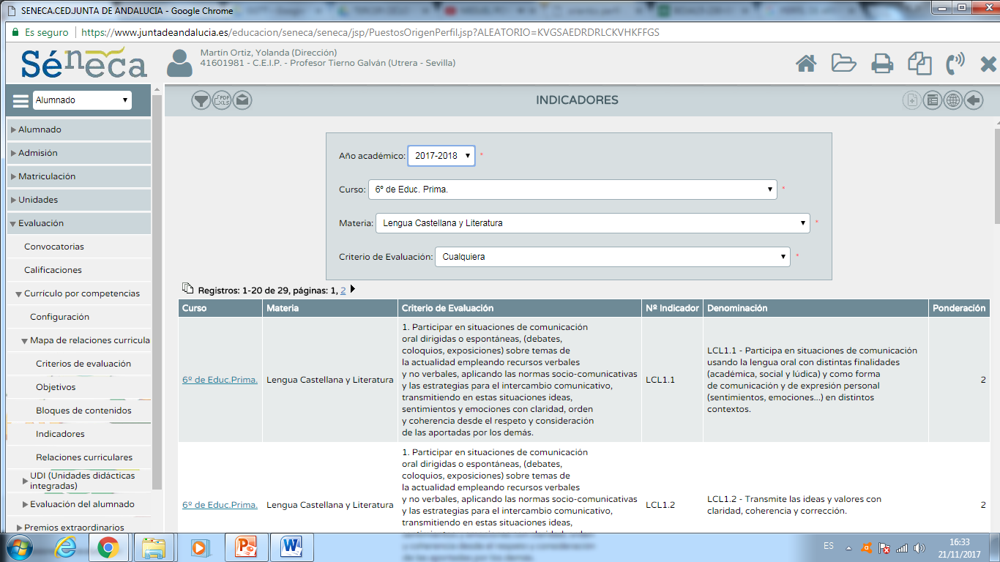 SENECA.CED.JUNTA DE ANDALUCIA - Google Chrome
Es seguro | https://www.juntadeandalucia.es/educacion/seneca/seneca/jsp/PuestosOrigenPerfil.jsp?ALEATORIO=KVGSAEDRDRLCKVHKFFGS
Séneca
Martin Ortiz, Yolanda (Dirección)
41601981 - C.E.I.P. - Profesor Tierno Galván (Utrera - Sevilla)
Alumnado
PDF
XLS
INDICADORES
Alumnado
Admisión
Matriculación
Unidades
Evaluación
Convocatorias
Calificaciones
Currículo por competencias
Configuración
Mapa de relaciones curricula
Criterios de evaluación
Objetivos
Bloques de contenidos
Indicadores
Relaciones curriculares
UDI (Unidades didácticas
integradas)
Evaluación del alumnado
Premios extraordinarios
Año académico: 2017-2018 *
Curso: 6º de Educ. Prima. *
Materia: Lengua Castellana y Literatura *
Criterio de Evaluación: Cualquiera *
Registros: 1-20 de 29, páginas: 1, 2
Curso Materia Criterio de Evaluación Nº Indicador Denominación Ponderación
6º de Educ.Prima. Lengua Castellana y Literatura
1. Participar en situaciones de comunicación
oral dirigidas o espontáneas, (debates,
coloquios, exposiciones) sobre temas de
la actualidad empleando recursos verbales
y no verbales, aplicando las normas socio-comunicativas
y las estrategias para el intercambio comunicativo,
transmitiendo en estas situaciones ideas,
sentimientos y emociones con claridad, orden
y coherencia desde el respeto y consideración
de las aportadas por los demás.
LCL1.1
LCL1.1 - Participa en situaciones de comunicación
usando la lengua oral con distintas finalidades
(académica, social y lúdica) y como forma
de comunicación y de expresión personal
(sentimientos, emociones...) en distintos
contextos.
2
6º de Educ.Prima. Lengua Castellana y Literatura
1. Participar en situaciones de comunicación
oral dirigidas o espontáneas, (debates,
coloquios, exposiciones) sobre temas de
la actualidad empleando recursos verbales
y no verbales, aplicando las normas socio-comunicativas
y las estrategias para el intercambio comunicativo,
transmitiendo en estas situaciones ideas,
LCL1.2
LCL1.2 - Transmite las ideas y valores con
claridad, coherencia y corrección.
2
ES
16:33
21/11/2017